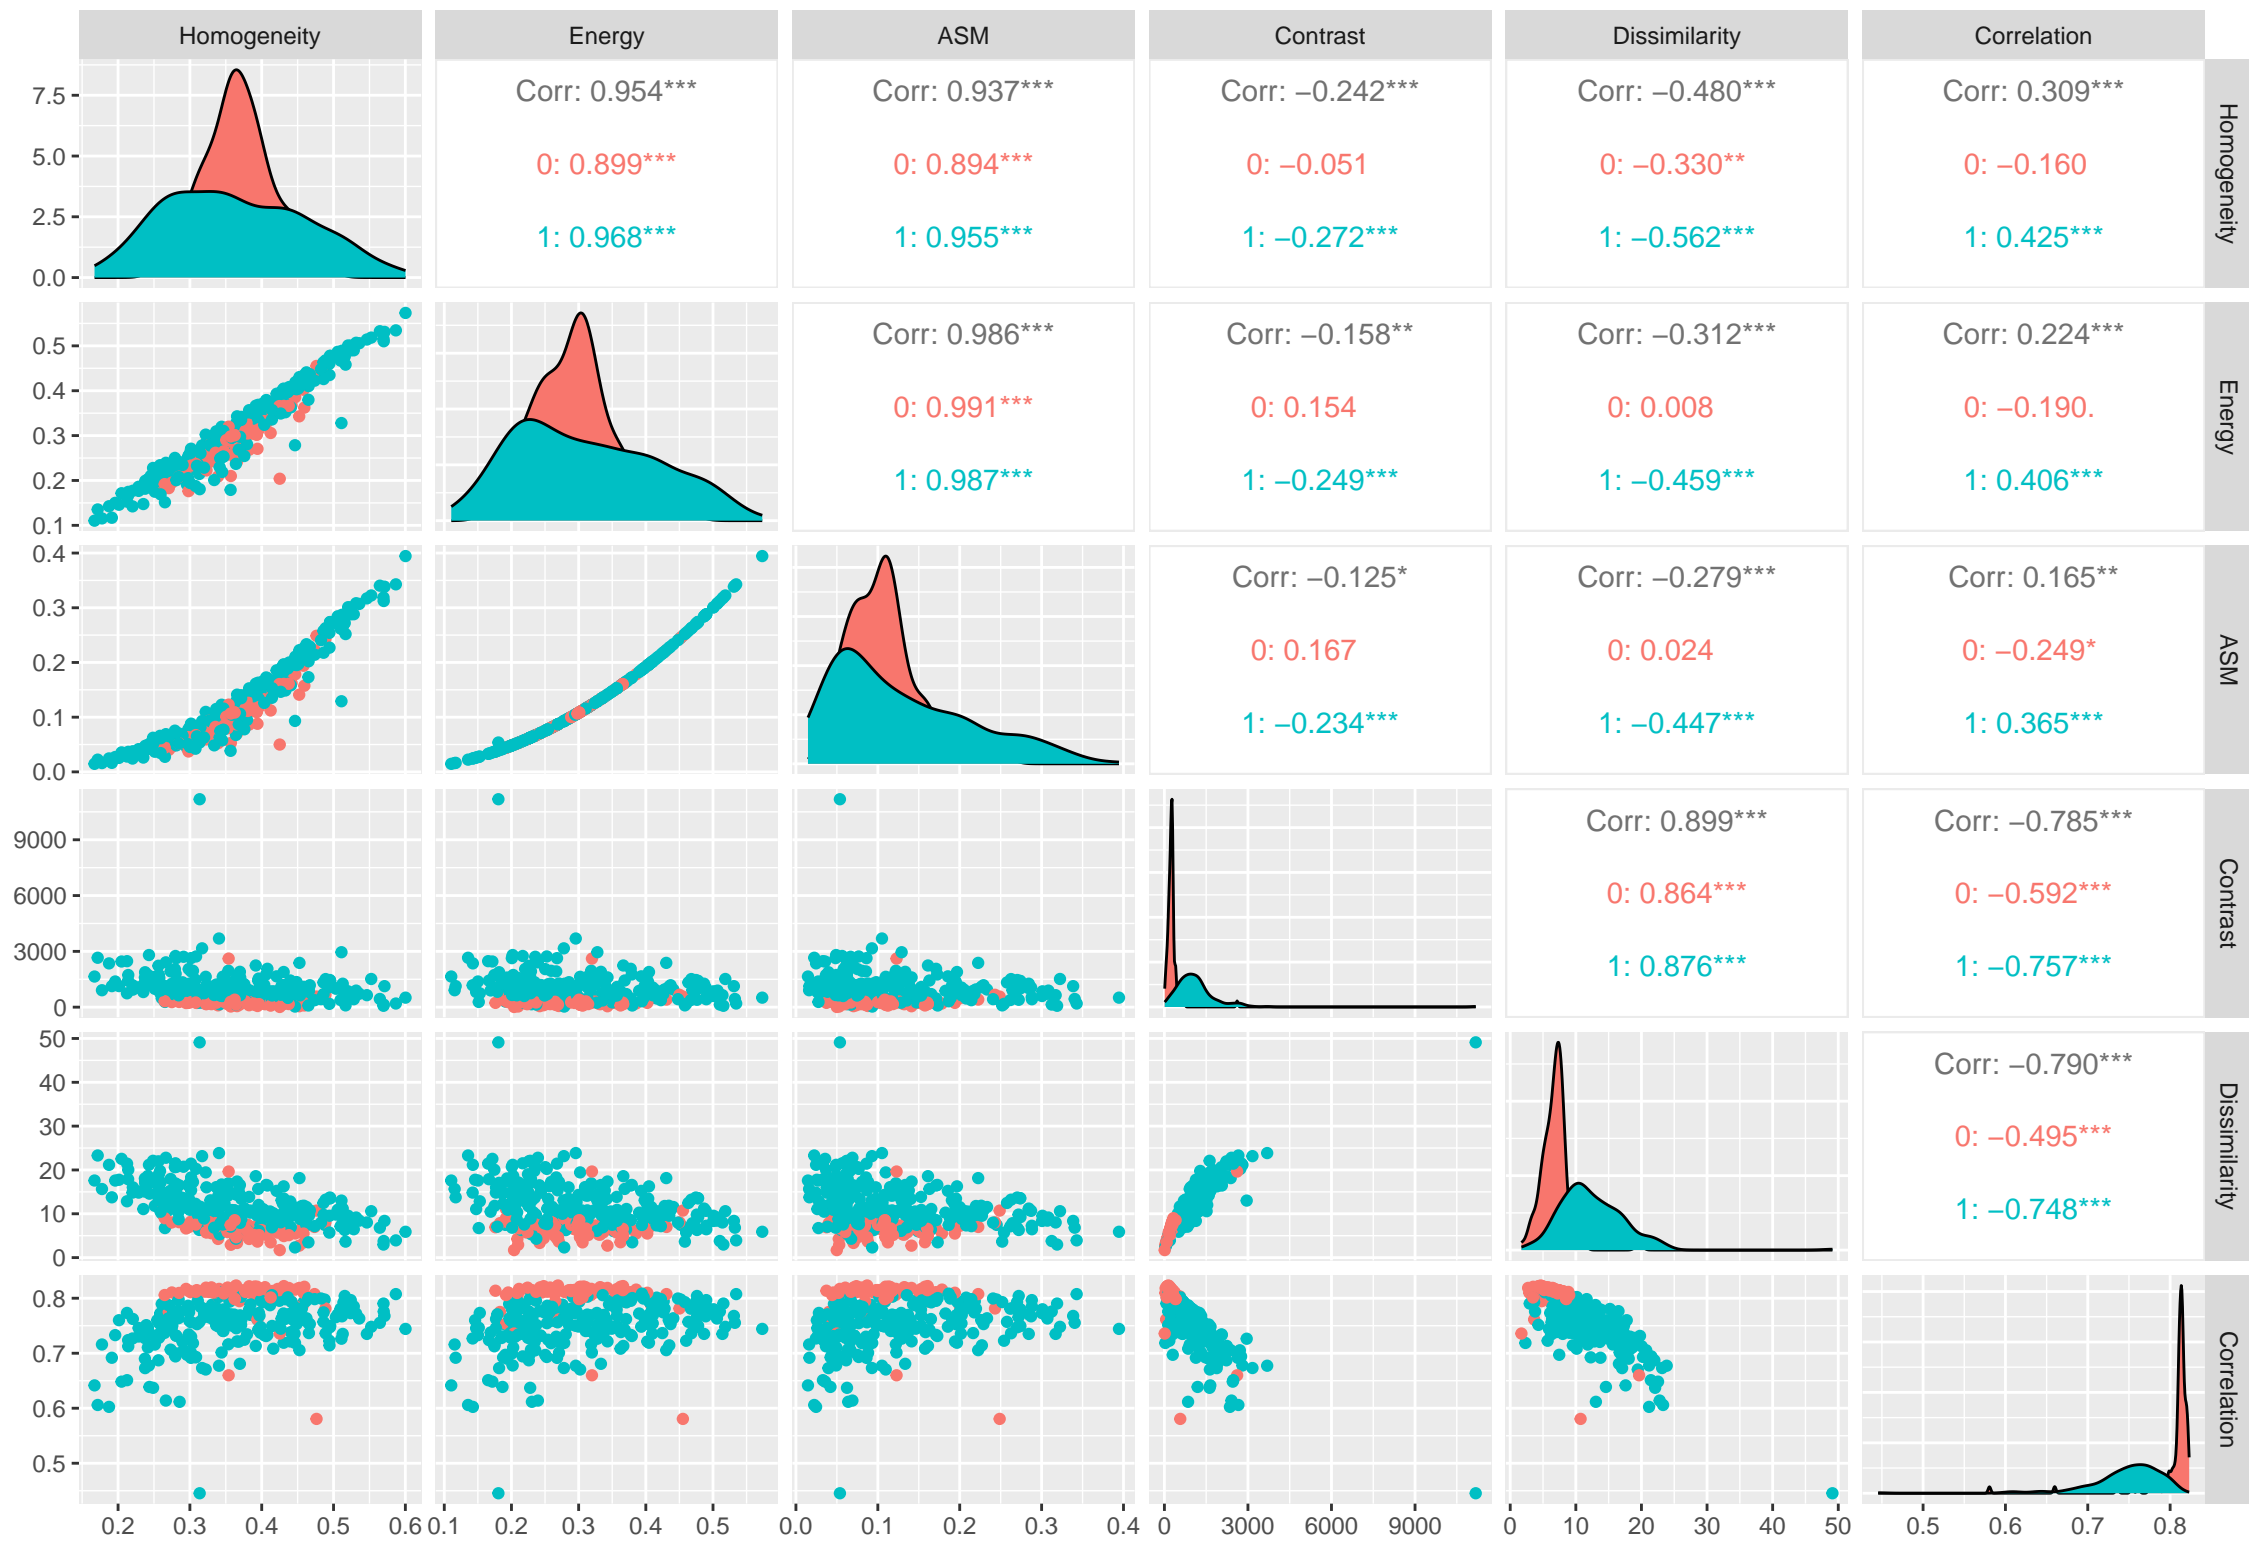 Homogeneity Energy ASM Contrast Dissimilarity Correlation
7.5
5.0
2.5
0.0
Corr: 0.954*** Corr: 0.937*** Corr: −0.242*** Corr: −0.480*** Corr: 0.309***
0: 0.899*** 0: 0.894*** 0: −0.051 0: −0.330** 0: −0.160
1: 0.968*** 1: 0.955*** 1: −0.272*** 1: −0.562*** 1: 0.425***
Homogeneity
0.5
0.4
0.3
0.2
0.1
Corr: 0.986*** Corr: −0.158** Corr: −0.312*** Corr: 0.224***
0: 0.991*** 0: 0.154 0: 0.008 0: −0.190.
1: 0.987*** 1: −0.249*** 1: −0.459*** 1: 0.406***
Energy
0.4
0.3
0.2
0.1
0.0
Corr: −0.125* Corr: −0.279*** Corr: 0.165**
0: 0.167 0: 0.024 0: −0.249*
1: −0.234*** 1: −0.447*** 1: 0.365***
ASM
9000
6000
3000
0
Corr: 0.899*** Corr: −0.785***
0: 0.864*** 0: −0.592***
1: 0.876*** 1: −0.757***
Contrast
50
40
30
20
10
0
Corr: −0.790***
0: −0.495***
1: −0.748***
Dissimilarity
0.8
0.7
0.6
0.5
Correlation
0.2 0.3 0.4 0.5 0.6 0.1 0.2 0.3 0.4 0.5 0.0 0.1 0.2 0.3 0.4 0 3000 6000 9000 0 10 20 30 40 50 0.5 0.6 0.7 0.8